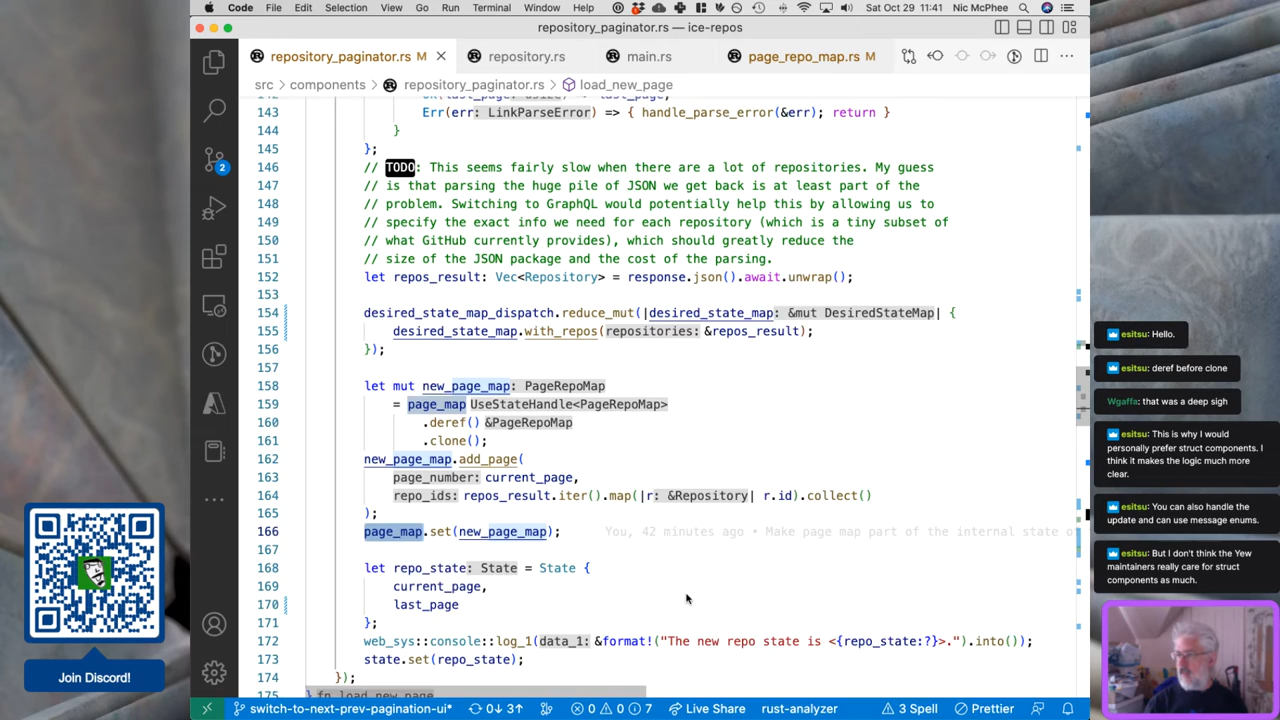 Code File Edit Selection View Go Run Terminal Window Help Sat Oct 29 11:41 Nic McPhee
repository_paginator.rs — ice-repos
repository_paginator.rs M
repository.rs
main.rs
page_repo_map.rs M
src components repository_paginator.rs load_new_page
143 Err(err: LinkParseError) => { handle_parse_error(&err); return }
144 }
145 };
146 // TODO: This seems fairly slow when there are a lot of repositories. My guess
147 // is that parsing the huge pile of JSON we get back is at least part of the
148 // problem. Switching to GraphQL would potentially help this by allowing us to
149 // specify the exact info we need for each repository (which is a tiny subset of
150 // what GitHub currently provides), which should greatly reduce the
151 // size of the JSON package and the cost of the parsing.
152 let repos_result: Vec<Repository> = response.json().await.unwrap();
153
154 desired_state_map_dispatch.reduce_mut(|desired_state_map: &mut DesiredStateMap| {
155 desired_state_map.with_repos(repositories: &repos_result);
156 });
157
158 let mut new_page_map: PageRepoMap
159 = page_map UseStateHandle<PageRepoMap>
160 .deref() &PageRepoMap
161 .clone();
162 new_page_map.add_page(
163 page_number: current_page,
164 repo_ids: repos_result.iter().map(|r: &Repository| r.id).collect()
165 );
166 page_map.set(new_page_map); You, 42 minutes ago • Make page map part of the internal state o
167
168 let repo_state: State = State {
169 current_page,
170 last_page
171 };
172 web_sys::console::log_1(data_1: &format!("The new repo state is <{repo_state:?}>.").into());
173 state.set(repo_state);
174 });
175 } fn load_new_page
2
switch-to-next-prev-pagination-ui* 0↓ 3↑ 0 0 7 Live Share rust-analyzer 3 Spell Prettier
Join Discord!
esitsu: Hello.
esitsu: deref before clone
Wgaffa: that was a deep sigh
esitsu: This is why I would
personally prefer struct components. I
think it makes the logic much more
clear.
esitsu: You can also handle the
update and can use message enums.
esitsu: But I don't think the Yew
maintainers really care for struct
components as much.